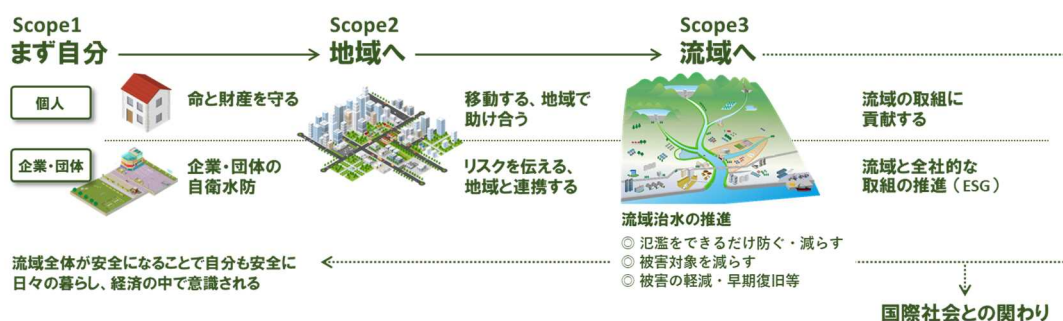 Scope1
まず自分
Scope2
地域へ
Scope3
流域へ
個人
命と財産を守る
移動する、地域で
助け合う
流域の取組に
貢献する
企業・団体
企業・団体の
自衛水防
リスクを伝える、
地域と連携する
流域と全社的な
取組の推進（ESG）
流域治水の推進
◎ 氾濫をできるだけ防ぐ・減らす
◎ 被害対象を減らす
◎ 被害の軽減・早期復旧等
流域全体が安全になることで自分も安全に
日々の暮らし、経済の中で意識される
国際社会との関わり